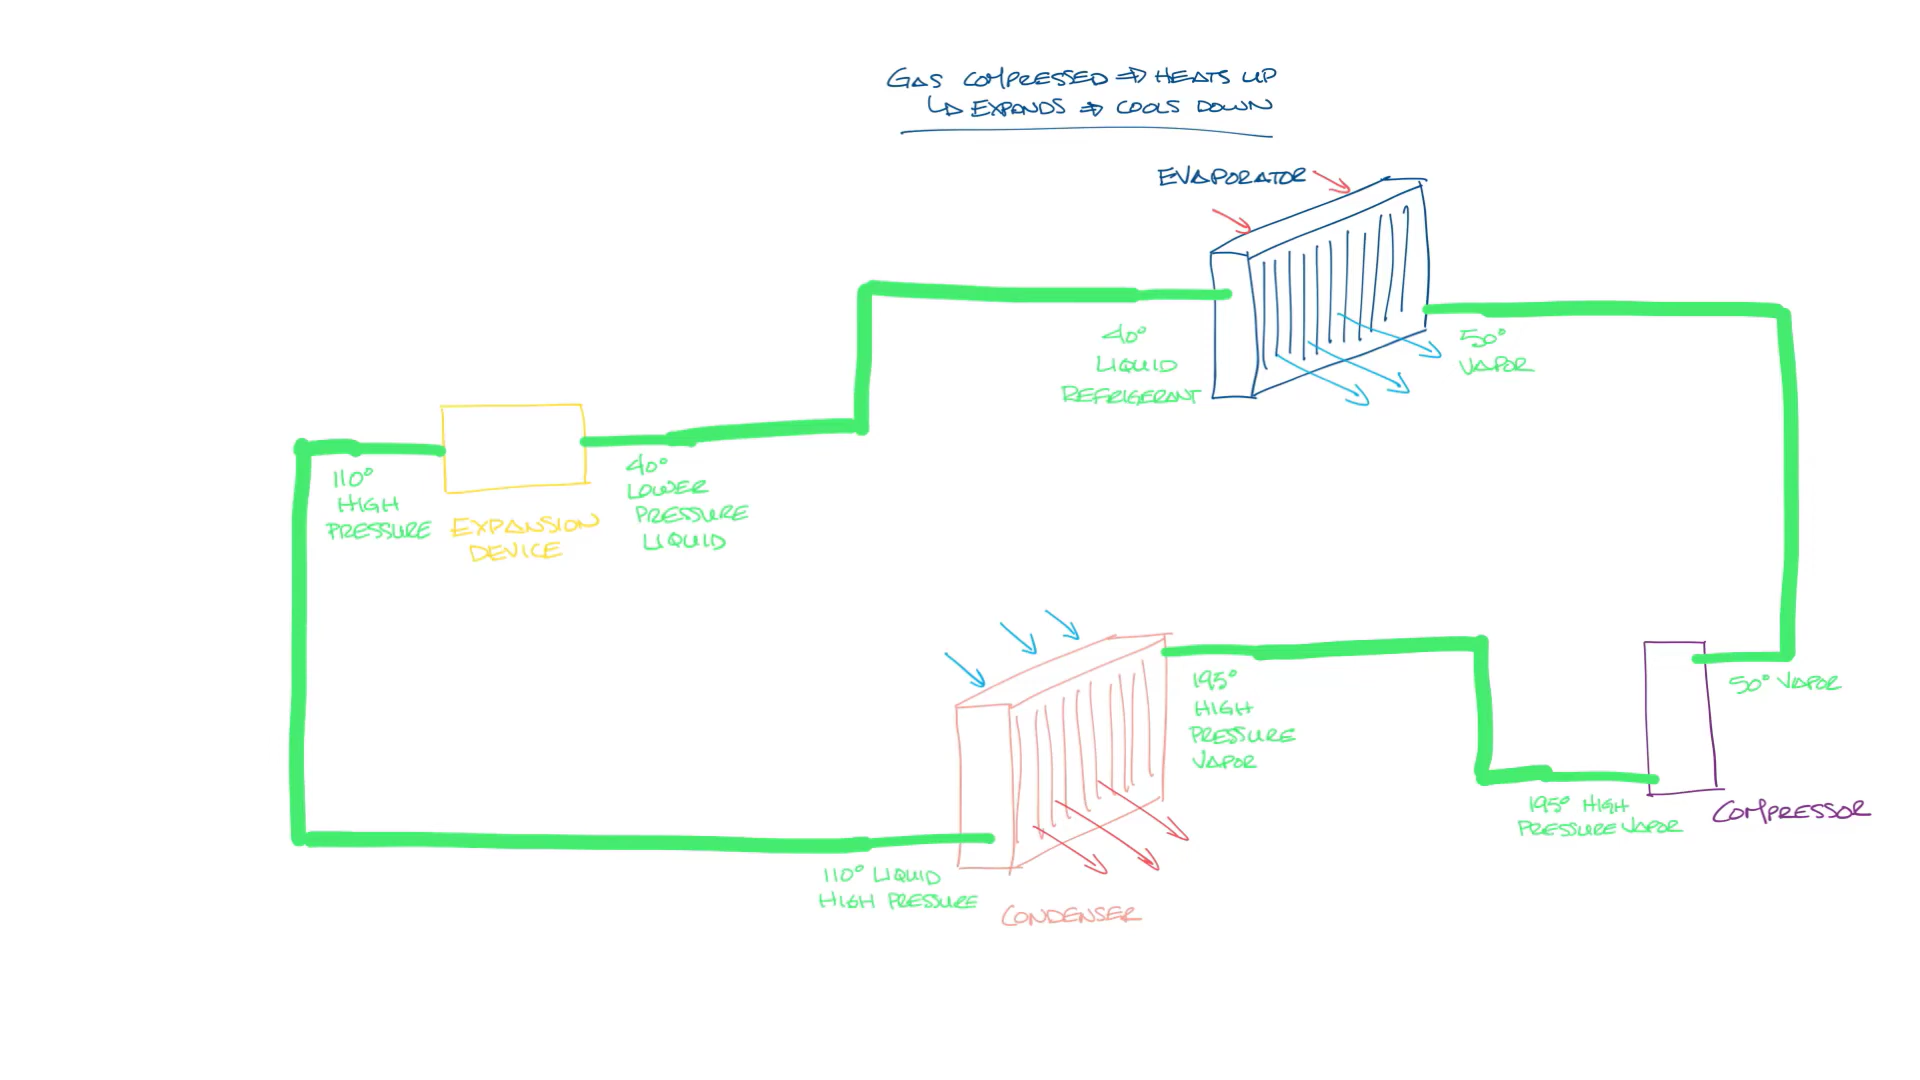 GAS COMPRESSED ⇒ HEATS UP
↳ EXPANDS ⇒ COOLS DOWN
EVAPORATOR
40°
LIQUID
REFRIGERANT
50°
VAPOR
110°
HIGH
PRESSURE
EXPANSION
DEVICE
40°
LOWER
PRESSURE
LIQUID
195°
HIGH
PRESSURE
VAPOR
50° VAPOR
195° HIGH
PRESSURE VAPOR
COMPRESSOR
110° LIQUID
HIGH PRESSURE
CONDENSER